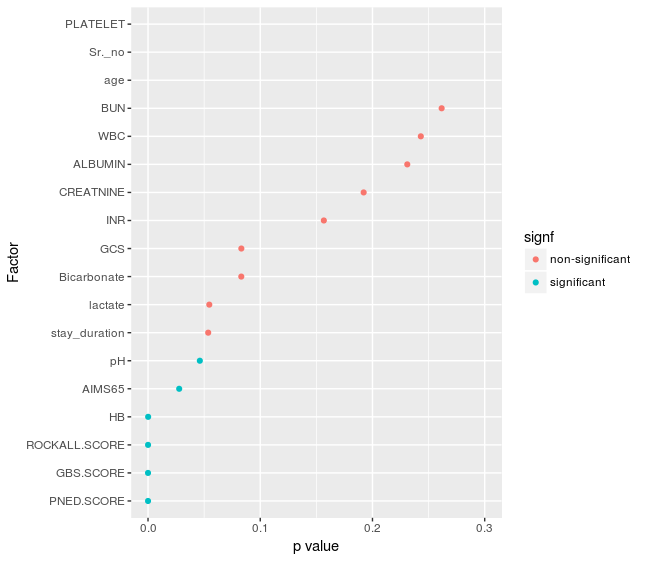 PLATELET
Sr._no
age
BUN
WBC
ALBUMIN
CREATNINE
INR
GCS
Bicarbonate
lactate
stay_duration
pH
AIMS65
HB
ROCKALL.SCORE
GBS.SCORE
PNED.SCORE
Factor
0.0 0.1 0.2 0.3
p value
signf
non-significant
significant